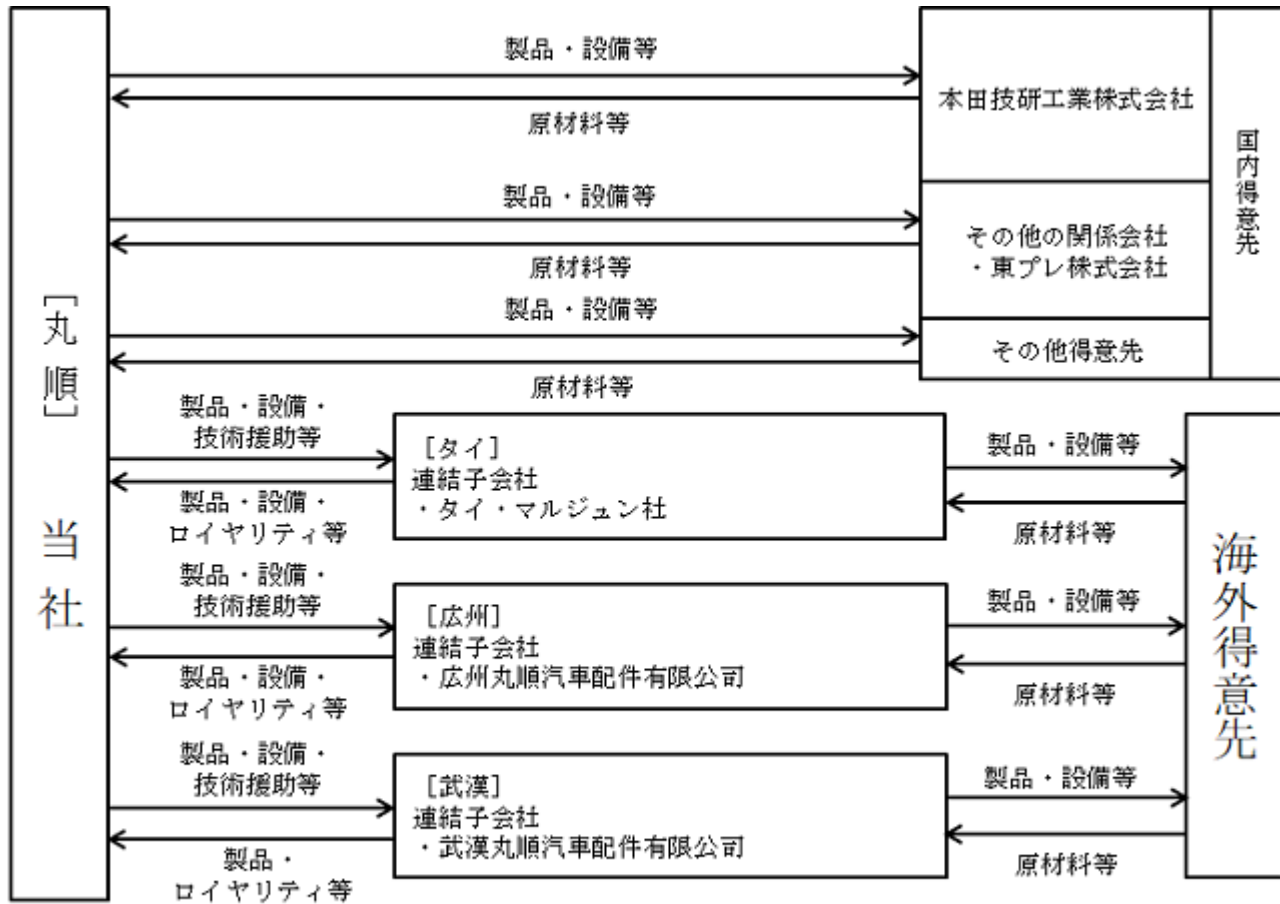 [丸順]
当社
製品・設備等
原材料等
本田技研工業株式会社
製品・設備等
原材料等
その他の関係会社
・東プレ株式会社
製品・設備等
原材料等
その他得意先
国内得意先
製品・設備・
技術援助等
製品・設備・
ロイヤリティ等
［タイ］
連結子会社
・タイ・マルジュン社
製品・設備等
原材料等
製品・設備・
技術援助等
製品・設備・
ロイヤリティ等
［広州］
連結子会社
・広州丸順汽車配件有限公司
製品・設備等
原材料等
製品・設備・
技術援助等
製品・
ロイヤリティ等
［武漢］
連結子会社
・武漢丸順汽車配件有限公司
製品・設備等
原材料等
海外得意先